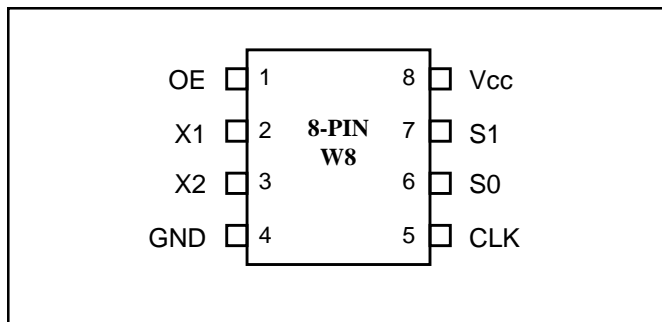 OE 1 8 Vcc
X1 2 8-PIN 7 S1
W8
X2 3 6 S0
GND 4 5 CLK